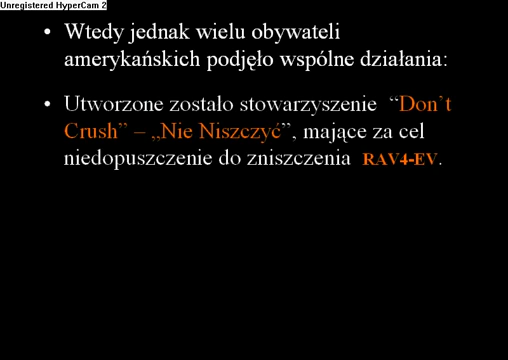 Unregistered HyperCam 2
• Wtedy jednak wielu obywateli
amerykańskich podjęło wspólne działania:
• Utworzone zostało stowarzyszenie “Don’t
Crush” – „Nie Niszczyć”, mające za cel
niedopuszczenie do zniszczenia RAV4-EV.